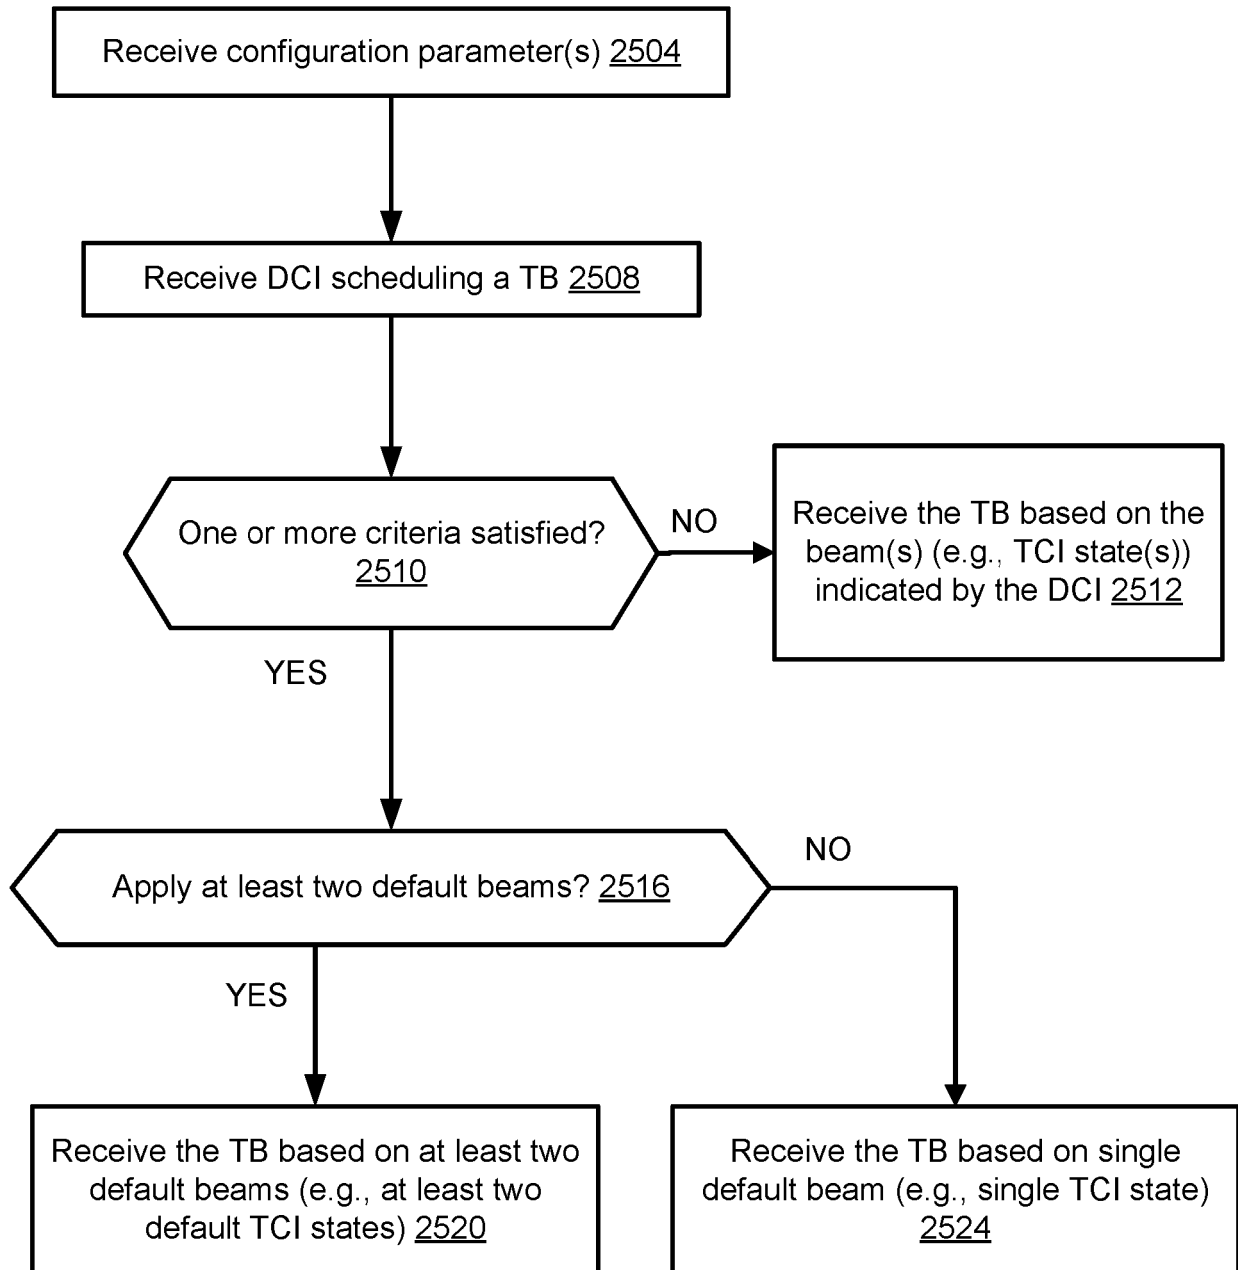 Receive configuration parameter(s) 2504
Receive DCI scheduling a TB 2508
One or more criteria satisfied?
2510
NO
Receive the TB based on the
beam(s) (e.g., TCI state(s))
indicated by the DCI 2512
YES
Apply at least two default beams? 2516
NO
YES
Receive the TB based on at least two
default beams (e.g., at least two
default TCI states) 2520
Receive the TB based on single
default beam (e.g., single TCI state)
2524